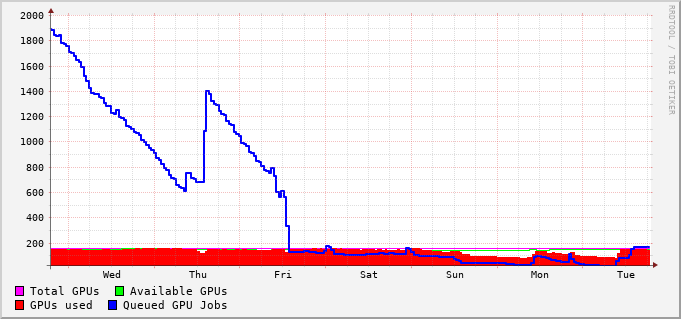 2000
1800
1600
1400
1200
1000
800
600
400
200
Wed Thu Fri Sat Sun Mon Tue
Total GPUs Available GPUs
GPUs used Queued GPU Jobs
RRDTOOL / TOBI OETIKER